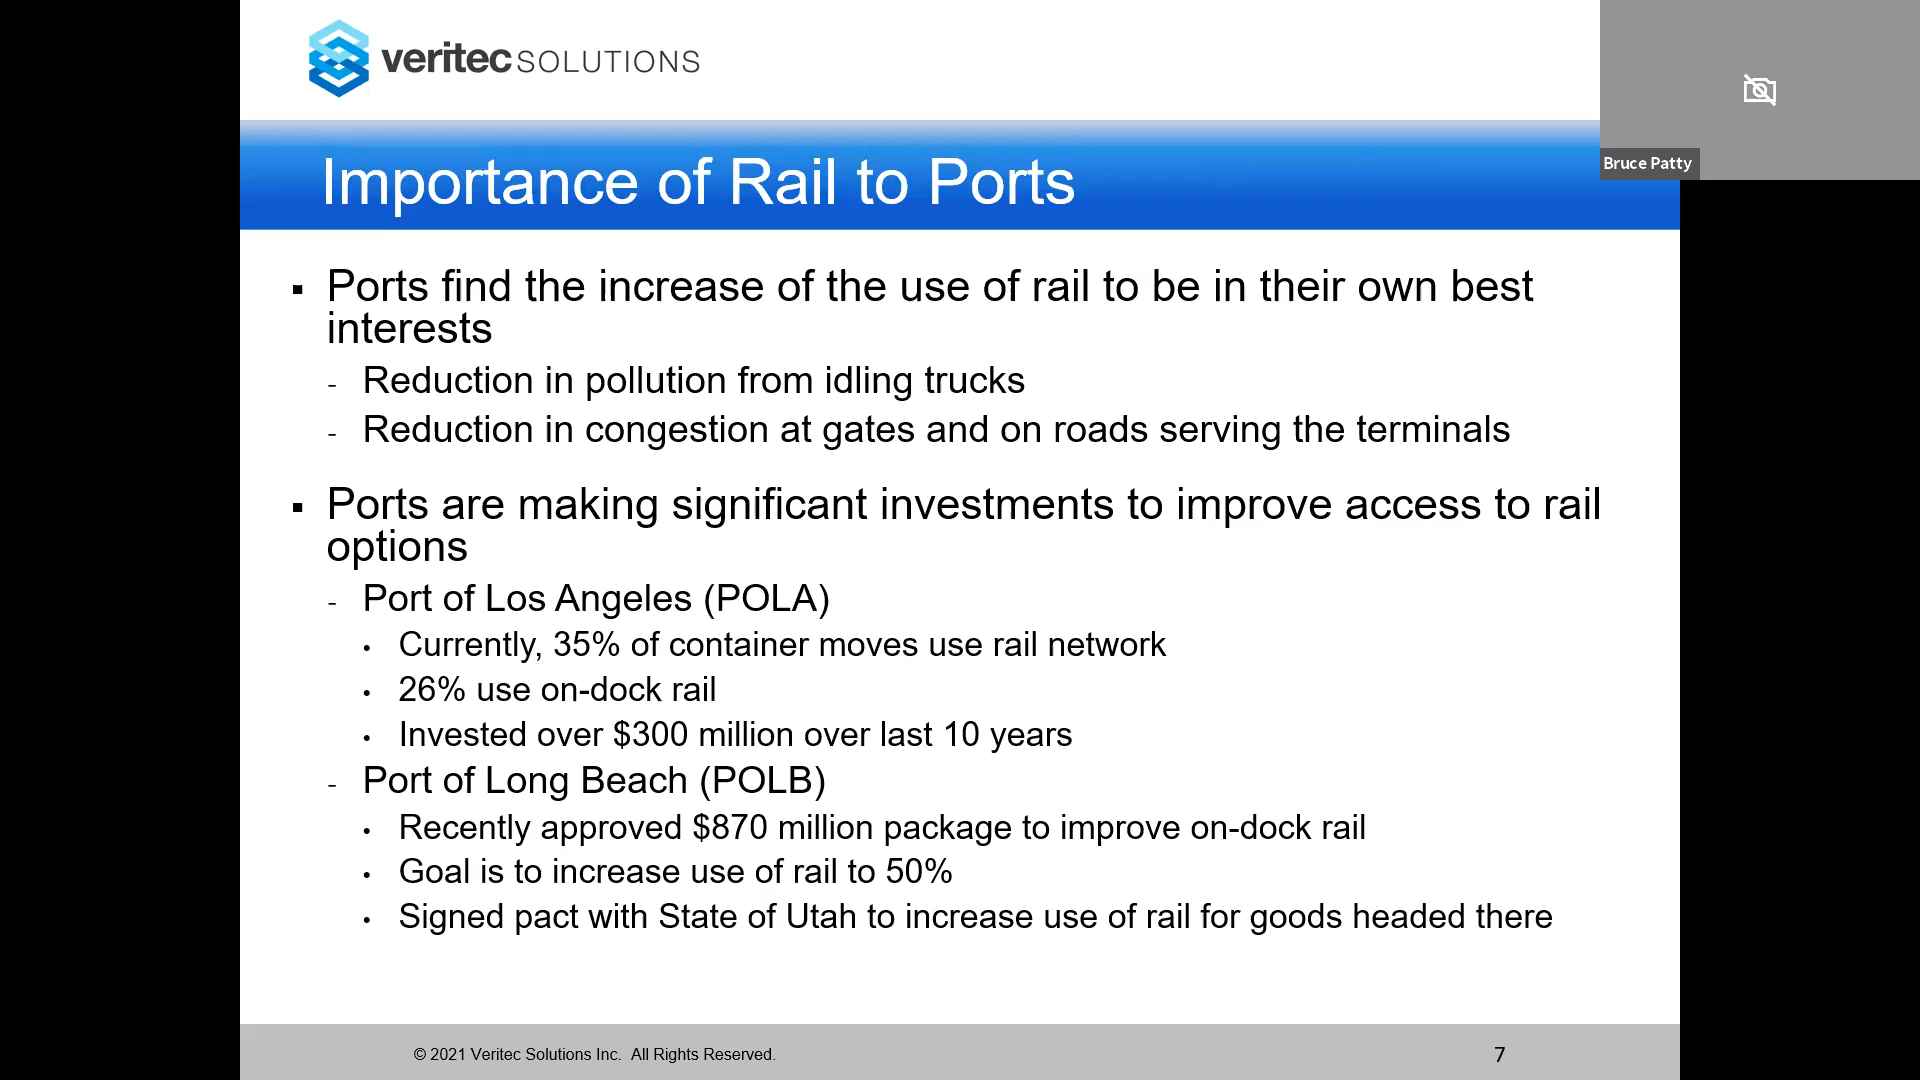 veritec SOLUTIONS
Bruce Patty
Importance of Rail to Ports
▪ Ports find the increase of the use of rail to be in their own best
interests
- Reduction in pollution from idling trucks
- Reduction in congestion at gates and on roads serving the terminals
▪ Ports are making significant investments to improve access to rail
options
- Port of Los Angeles (POLA)
• Currently, 35% of container moves use rail network
• 26% use on-dock rail
• Invested over $300 million over last 10 years
- Port of Long Beach (POLB)
• Recently approved $870 million package to improve on-dock rail
• Goal is to increase use of rail to 50%
• Signed pact with State of Utah to increase use of rail for goods headed there
© 2021 Veritec Solutions Inc. All Rights Reserved.
7